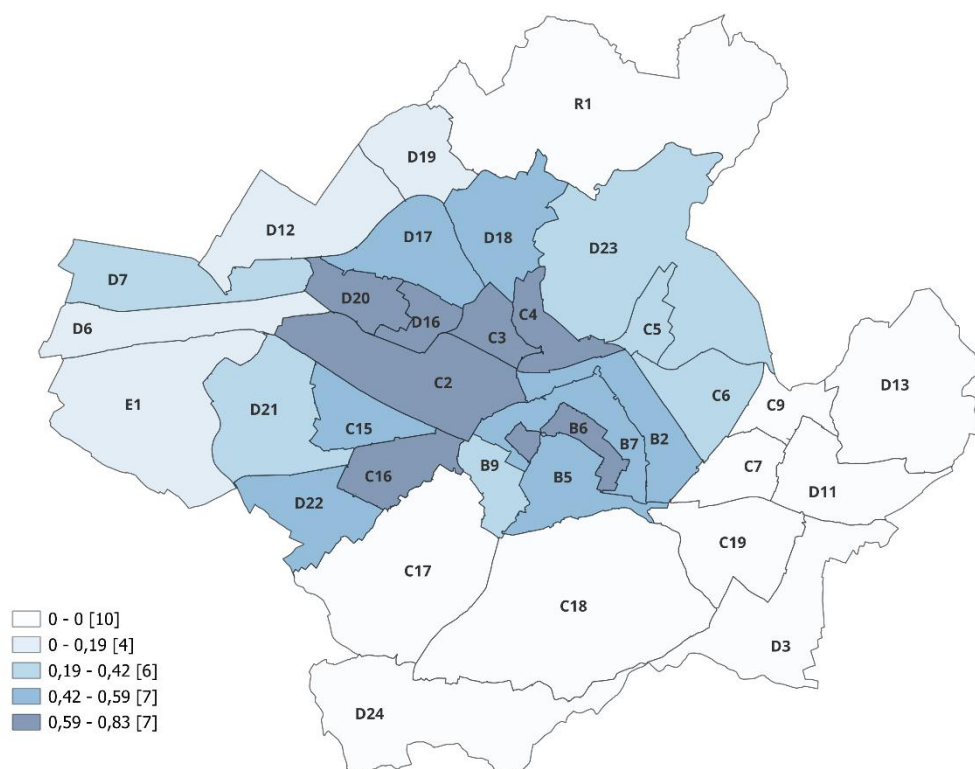 R1
D19
D12
D17
D18
D23
D7
D20
D16
C3
C4
D6
C5
C2
E1
D21
C15
C6
C9
D13
B6
B7
B2
C16
B9
B5
C7
D11
D22
C19
C17
C18
D3
D24
0 - 0 [10]
0 - 0,19 [4]
0,19 - 0,42 [6]
0,42 - 0,59 [7]
0,59 - 0,83 [7]